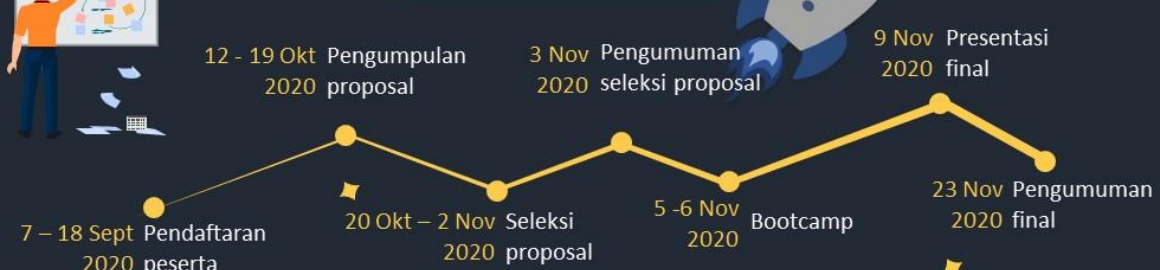 12 - 19 Okt 2020 Pengumpulan proposal
3 Nov 2020 Pengumuman seleksi proposal
9 Nov 2020 Presentasi final
7 – 18 Sept 2020 Pendaftaran peserta
20 Okt – 2 Nov 2020 Seleksi proposal
5 -6 Nov 2020 Bootcamp
23 Nov 2020 Pengumuman final